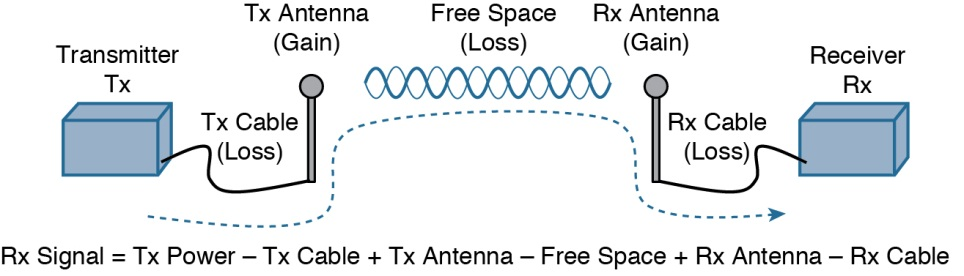 Tx Antenna
(Gain)
Free Space
(Loss)
Rx Antenna
(Gain)
Transmitter
Tx
Receiver
Rx
Tx Cable
(Loss)
Rx Cable
(Loss)
Rx Signal = Tx Power – Tx Cable + Tx Antenna – Free Space + Rx Antenna – Rx Cable